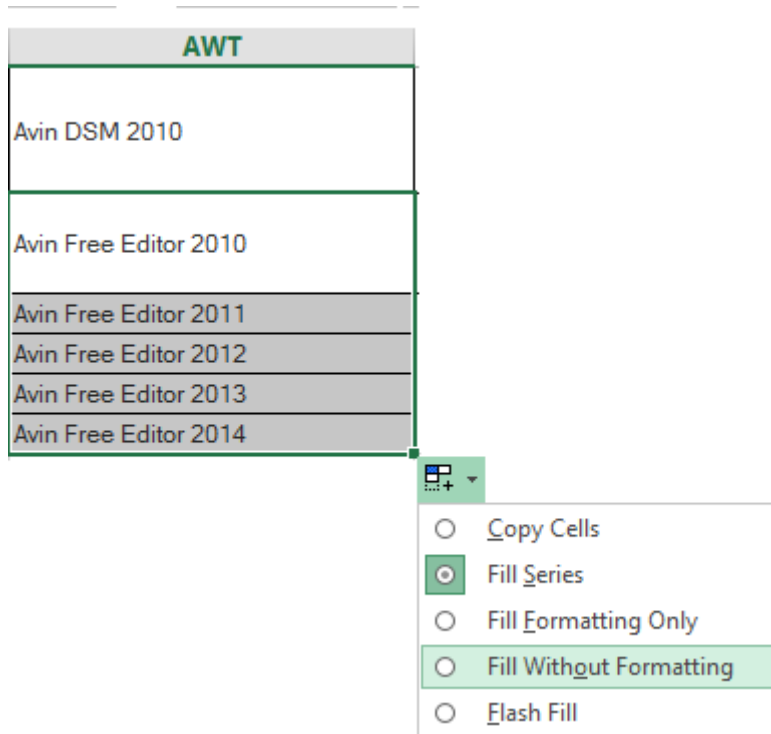 AWT
Avin DSM 2010
Avin Free Editor 2010
Avin Free Editor 2011
Avin Free Editor 2012
Avin Free Editor 2013
Avin Free Editor 2014
Copy Cells
Fill Series
Fill Formatting Only
Fill Without Formatting
Flash Fill